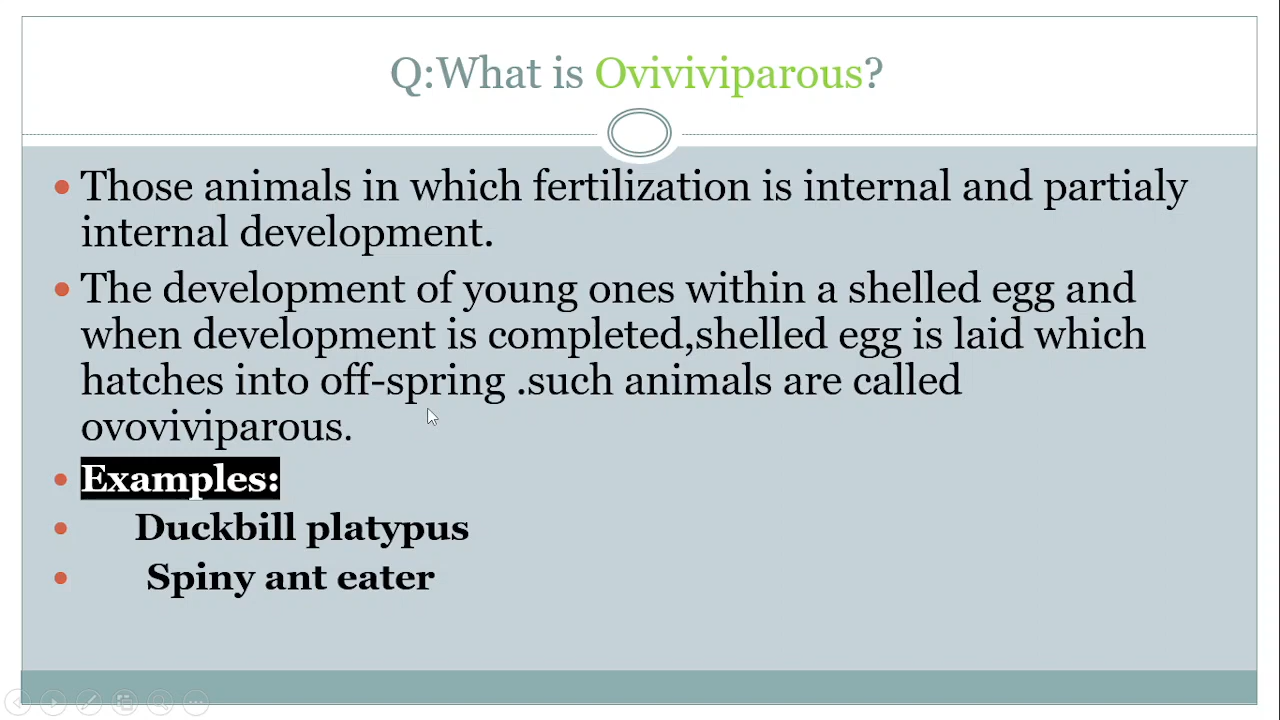 Q:What is Oviviviparous?
Those animals in which fertilization is internal and partialy
internal development.
The development of young ones within a shelled egg and
when development is completed,shelled egg is laid which
hatches into off-spring .such animals are called
ovoviviparous.
Examples:
Duckbill platypus
Spiny ant eater